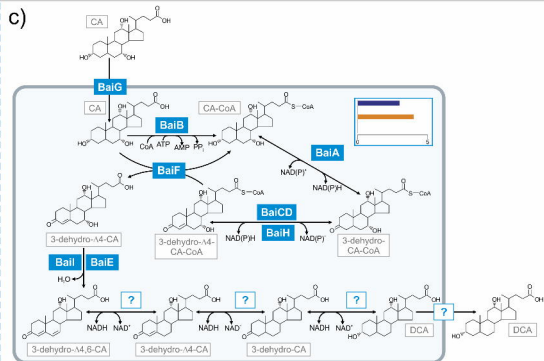 c)
CA
BaiG
CA
CA-CoA
BaiB
CoA ATP AMP PPi
BaiF
BaiA
NAD(P)+
NAD(P)H
0 5
3-dehydro-Δ4-CA
3-dehydro-Δ4-
CA-CoA
BaiCD
BaiH
NAD(P)H NAD(P)
3-dehydro-
CA-CoA
BaiI BaiE
H₂O
? ? ? ?
NADH NAD+ NADH NAD NADH NAD+
3-dehydro-Δ4,6-CA
3-dehydro-Δ4-CA
3-dehydro-CA
DCA
DCA